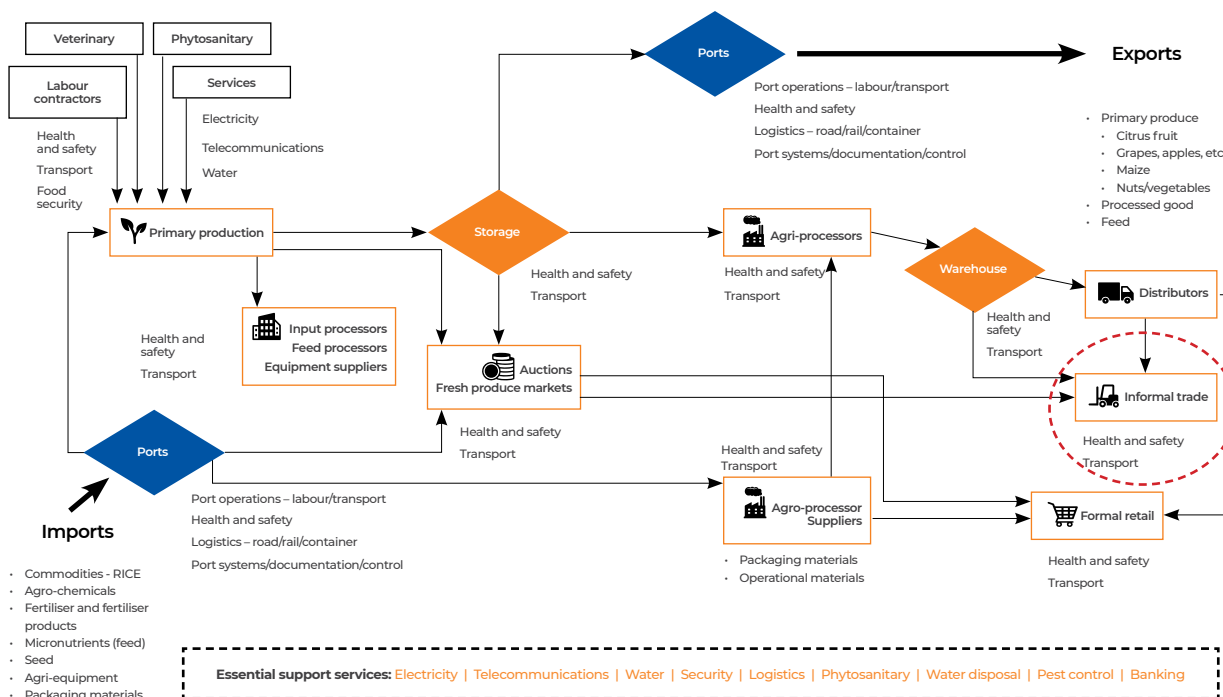 Veterinary
Phytosanitary
Labour
contractors
Services
Health
and safety
Transport
Food
security
Electricity
Telecommunications
Water
Ports
Exports
Port operations – labour/transport
Health and safety
Logistics – road/rail/container
Port systems/documentation/control
• Primary produce
• Citrus fruit
• Grapes, apples, etc
• Maize
• Nuts/vegetables
• Processed good
• Feed
Primary production
Storage
Health and safety
Transport
Agri-processors
Health and safety
Transport
Warehouse
Distributors
Health and
safety
Transport
Health and
safety
Transport
Input processors
Feed processors
Equipment suppliers
Auctions
Fresh produce markets
Health and safety
Transport
Informal trade
Health and safety
Transport
Ports
Imports
Port operations – labour/transport
Health and safety
Logistics – road/rail/container
Port systems/documentation/control
Health and safety
Transport
Agro-processor
Suppliers
• Packaging materials
• Operational materials
Formal retail
Health and safety
Transport
• Commodities - RICE
• Agro-chemicals
• Fertiliser and fertiliser
products
• Micronutrients (feed)
• Seed
• Agri-equipment
• Packaging materials
Essential support services: Electricity | Telecommunications | Water | Security | Logistics | Phytosanitary | Water disposal | Pest control | Banking